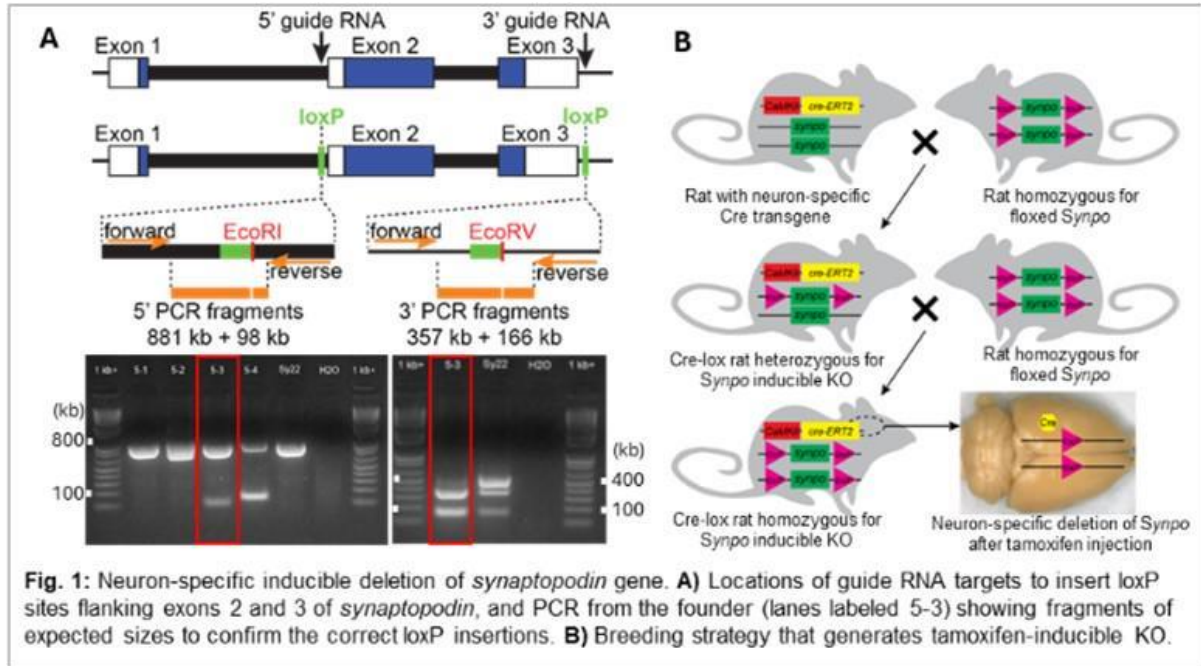 A
5' guide RNA 3' guide RNA
Exon 1 Exon 2 Exon 3
loxP loxP
Exon 1 Exon 2 Exon 3
forward EcoRI reverse
forward EcoRV reverse
5' PCR fragments
881 kb + 98 kb
3' PCR fragments
357 kb + 166 kb
1 kb+ 5-1 5-2 5-3 5-4 Sy22 H2O 1 kb+
(kb)
800
100
1 kb+ 5-3 Sy22 H2O 1 kb+
(kb)
400
100
B
cre-ERT2
synpo
synpo
synpo
synpo
Rat with neuron-specific
Cre transgene
Rat homozygous for
floxed Synpo
cre-ERT2
synpo
synpo
synpo
synpo
Cre-lox rat heterozygous for
Synpo inducible KO
Rat homozygous for
floxed Synpo
cre-ERT2
synpo
synpo
Cre
Cre-lox rat homozygous for
Synpo inducible KO
Neuron-specific deletion of Synpo
after tamoxifen injection
Fig. 1: Neuron-specific inducible deletion of synaptopodin gene. A) Locations of guide RNA targets to insert loxP
sites flanking exons 2 and 3 of synaptopodin, and PCR from the founder (lanes labeled 5-3) showing fragments of
expected sizes to confirm the correct loxP insertions. B) Breeding strategy that generates tamoxifen-inducible KO.